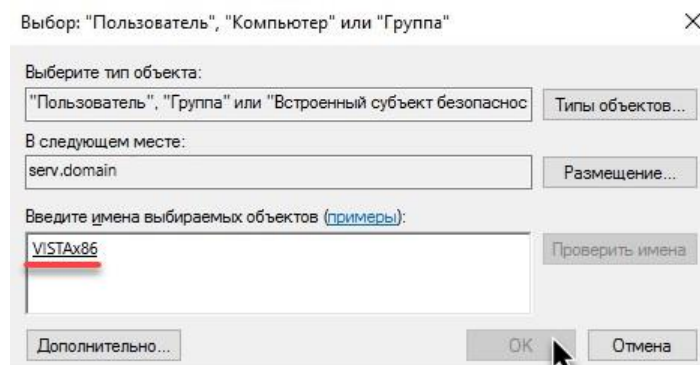 Выбор: "Пользователь", "Компьютер" или "Группа"
Выберите тип объекта:
"Пользователь", "Группа" или "Встроенный субъект безопаснос
Типы объектов...
В следующем месте:
serv.domain
Размещение...
Введите имена выбираемых объектов (примеры):
VISTAx86
Проверить имена
Дополнительно...
OK
Отмена